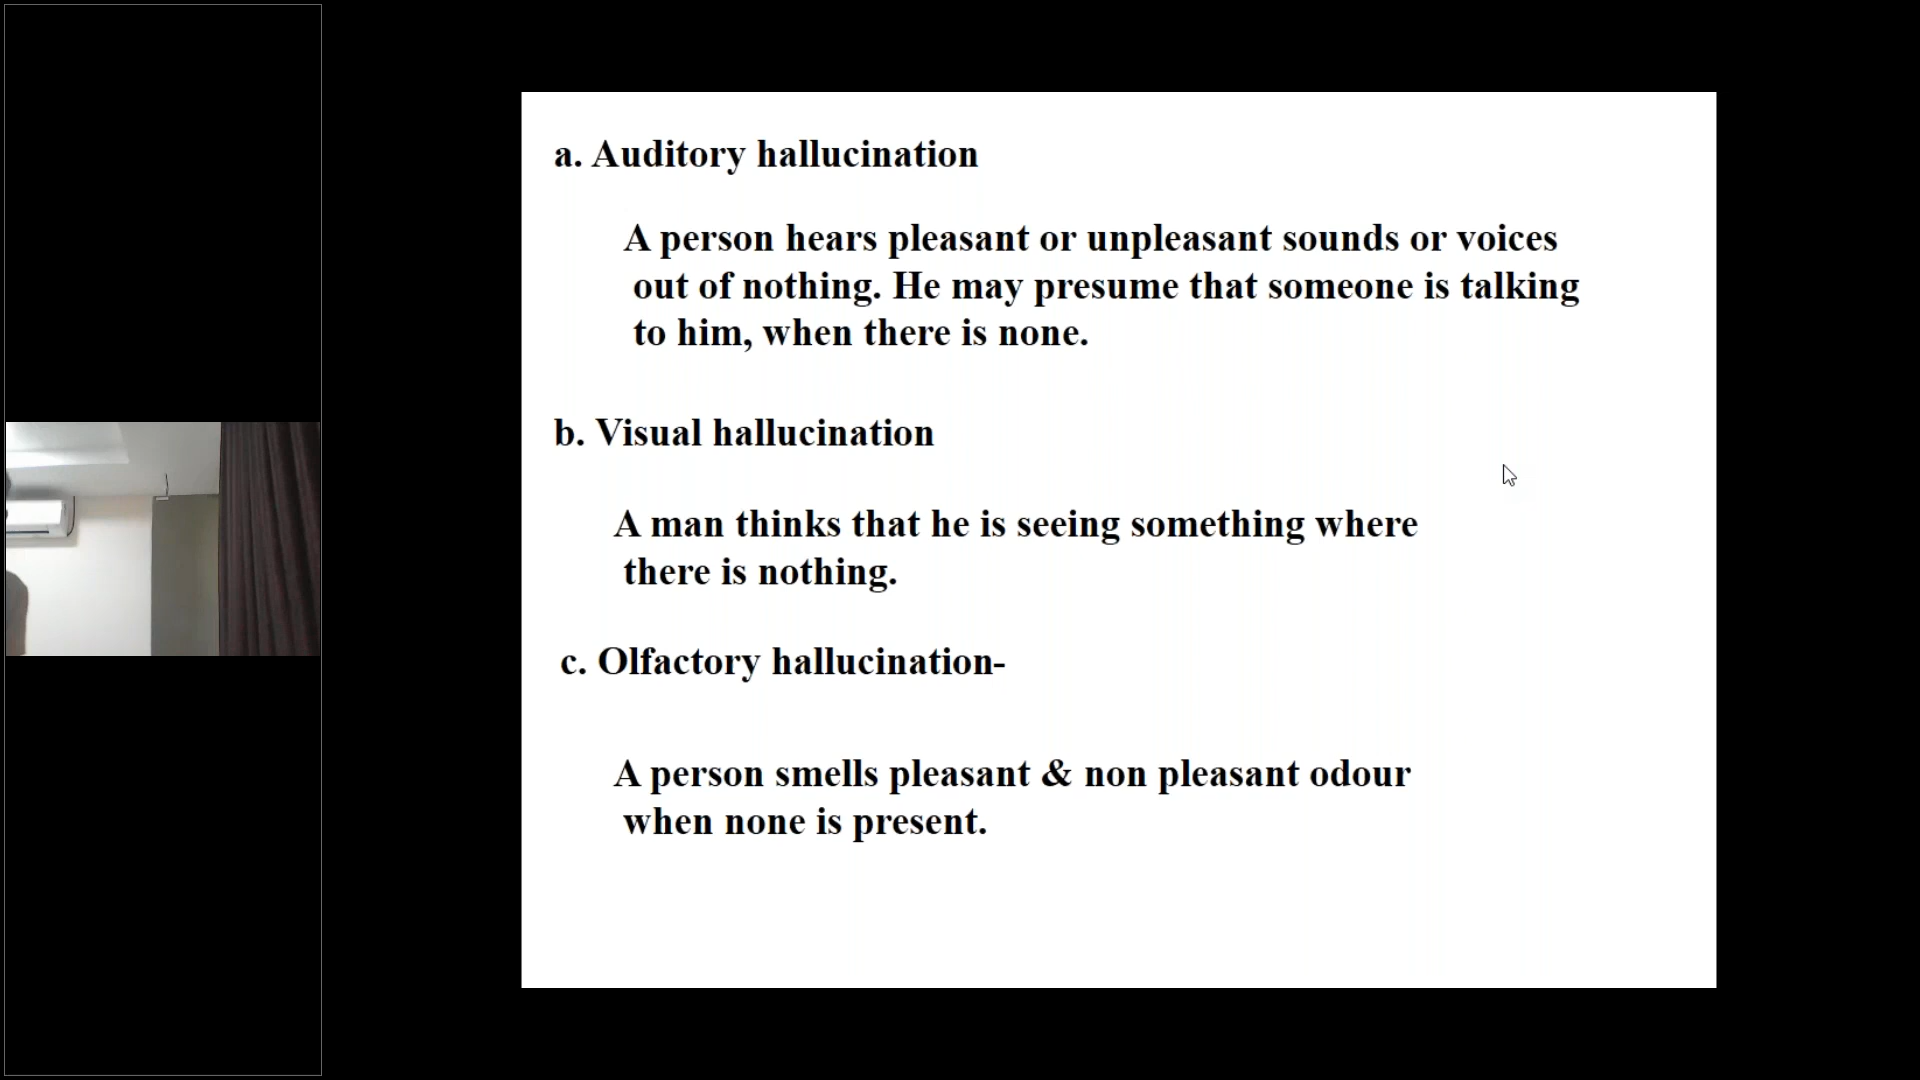 a. Auditory hallucination
A person hears pleasant or unpleasant sounds or voices
out of nothing. He may presume that someone is talking
to him, when there is none.
b. Visual hallucination
A man thinks that he is seeing something where
there is nothing.
c. Olfactory hallucination-
A person smells pleasant & non pleasant odour
when none is present.